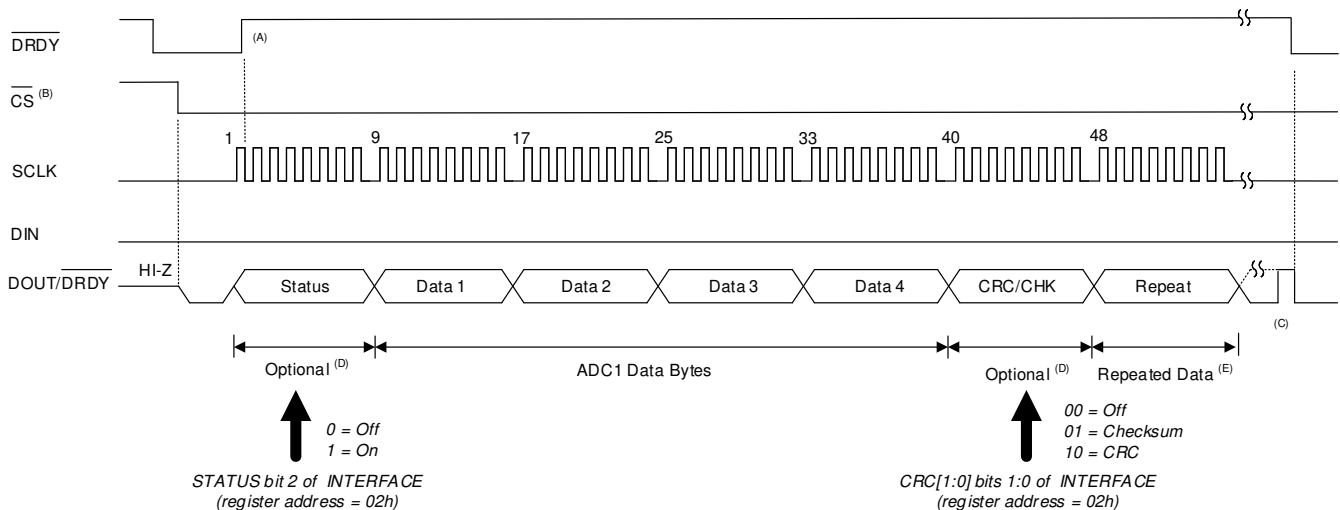 DRDY
(A)
CS (B)
1 9 17 25 33 40 48
SCLK
DIN
DOUT/DRDY
HI-Z
Status Data 1 Data 2 Data 3 Data 4 CRC/CHK Repeat
(C)
Optional (D) ADC1 Data Bytes Optional (D) Repeated Data (E)
0 = Off
1 = On
STATUS bit 2 of INTERFACE
(register address = 02h)
00 = Off
01 = Checksum
10 = CRC
CRC[1:0] bits 1:0 of INTERFACE
(register address = 02h)